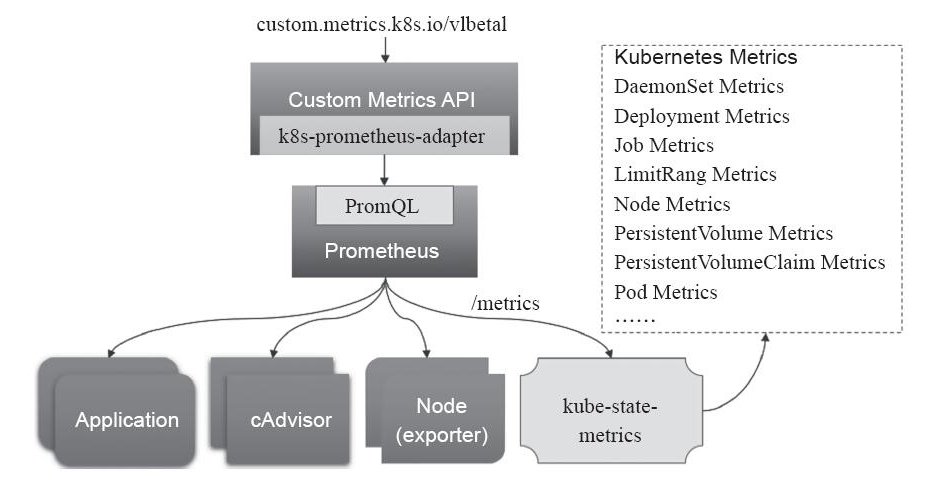 custom.metrics.k8s.io/vlbetal
Custom Metrics API
k8s-prometheus-adapter
PromQL
Prometheus
/metrics
Application
cAdvisor
Node
(exporter)
kube-state-
metrics
Kubernetes Metrics
DaemonSet Metrics
Deployment Metrics
Job Metrics
LimitRang Metrics
Node Metrics
PersistentVolume Metrics
PersistentVolumeClaim Metrics
Pod Metrics
……